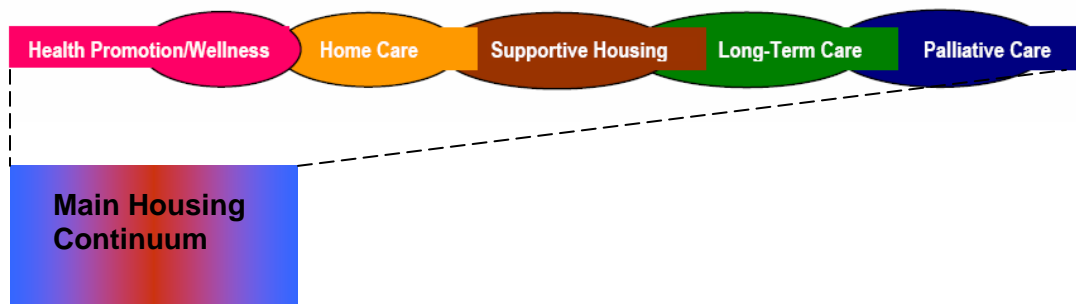 Health Promotion/Wellness Home Care Supportive Housing Long-Term Care Palliative Care
Main Housing
Continuum